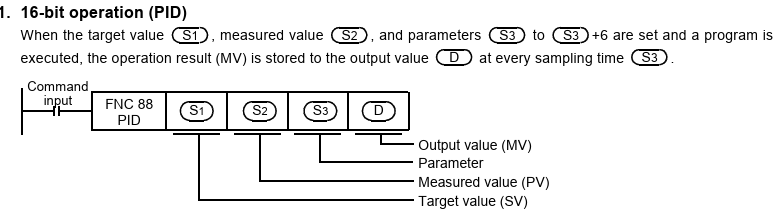 1. 16-bit operation (PID)
When the target value S1, measured value S2, and parameters S3 to S3+6 are set and a program is
executed, the operation result (MV) is stored to the output value D at every sampling time S3.
Command
input
FNC 88
PID
S1
S2
S3
D
Output value (MV)
Parameter
Measured value (PV)
Target value (SV)